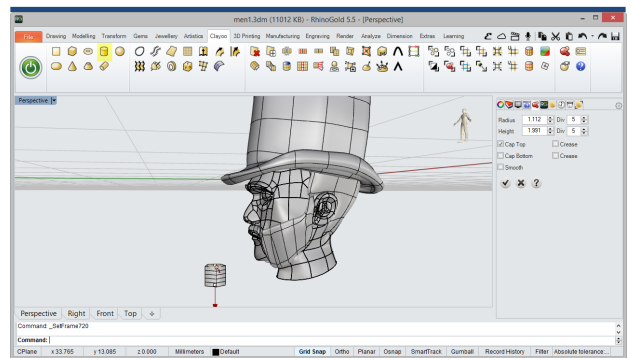 men1.3dm (11012 KB) - RhinoGold 5.5 - [Perspective]
File Drawing Modelling Transform Gems Jewellery Artistics Clayoo 3D Printing Manufacturing Engraving Render Analyze Dimension Extras Learning
Perspective
Radius 1.112 Div 5
Height 1.991 Div 5
Cap Top Crease
Cap Bottom Crease
Smooth
Perspective Right Front Top
Command: _SetFrame720
Command:
CPlane x 33.765 y 13.085 z 0.000 Millimeters Default Grid Snap Ortho Planar Osnap SmartTrack Gumball Record History Filter Absolute tolerance:...